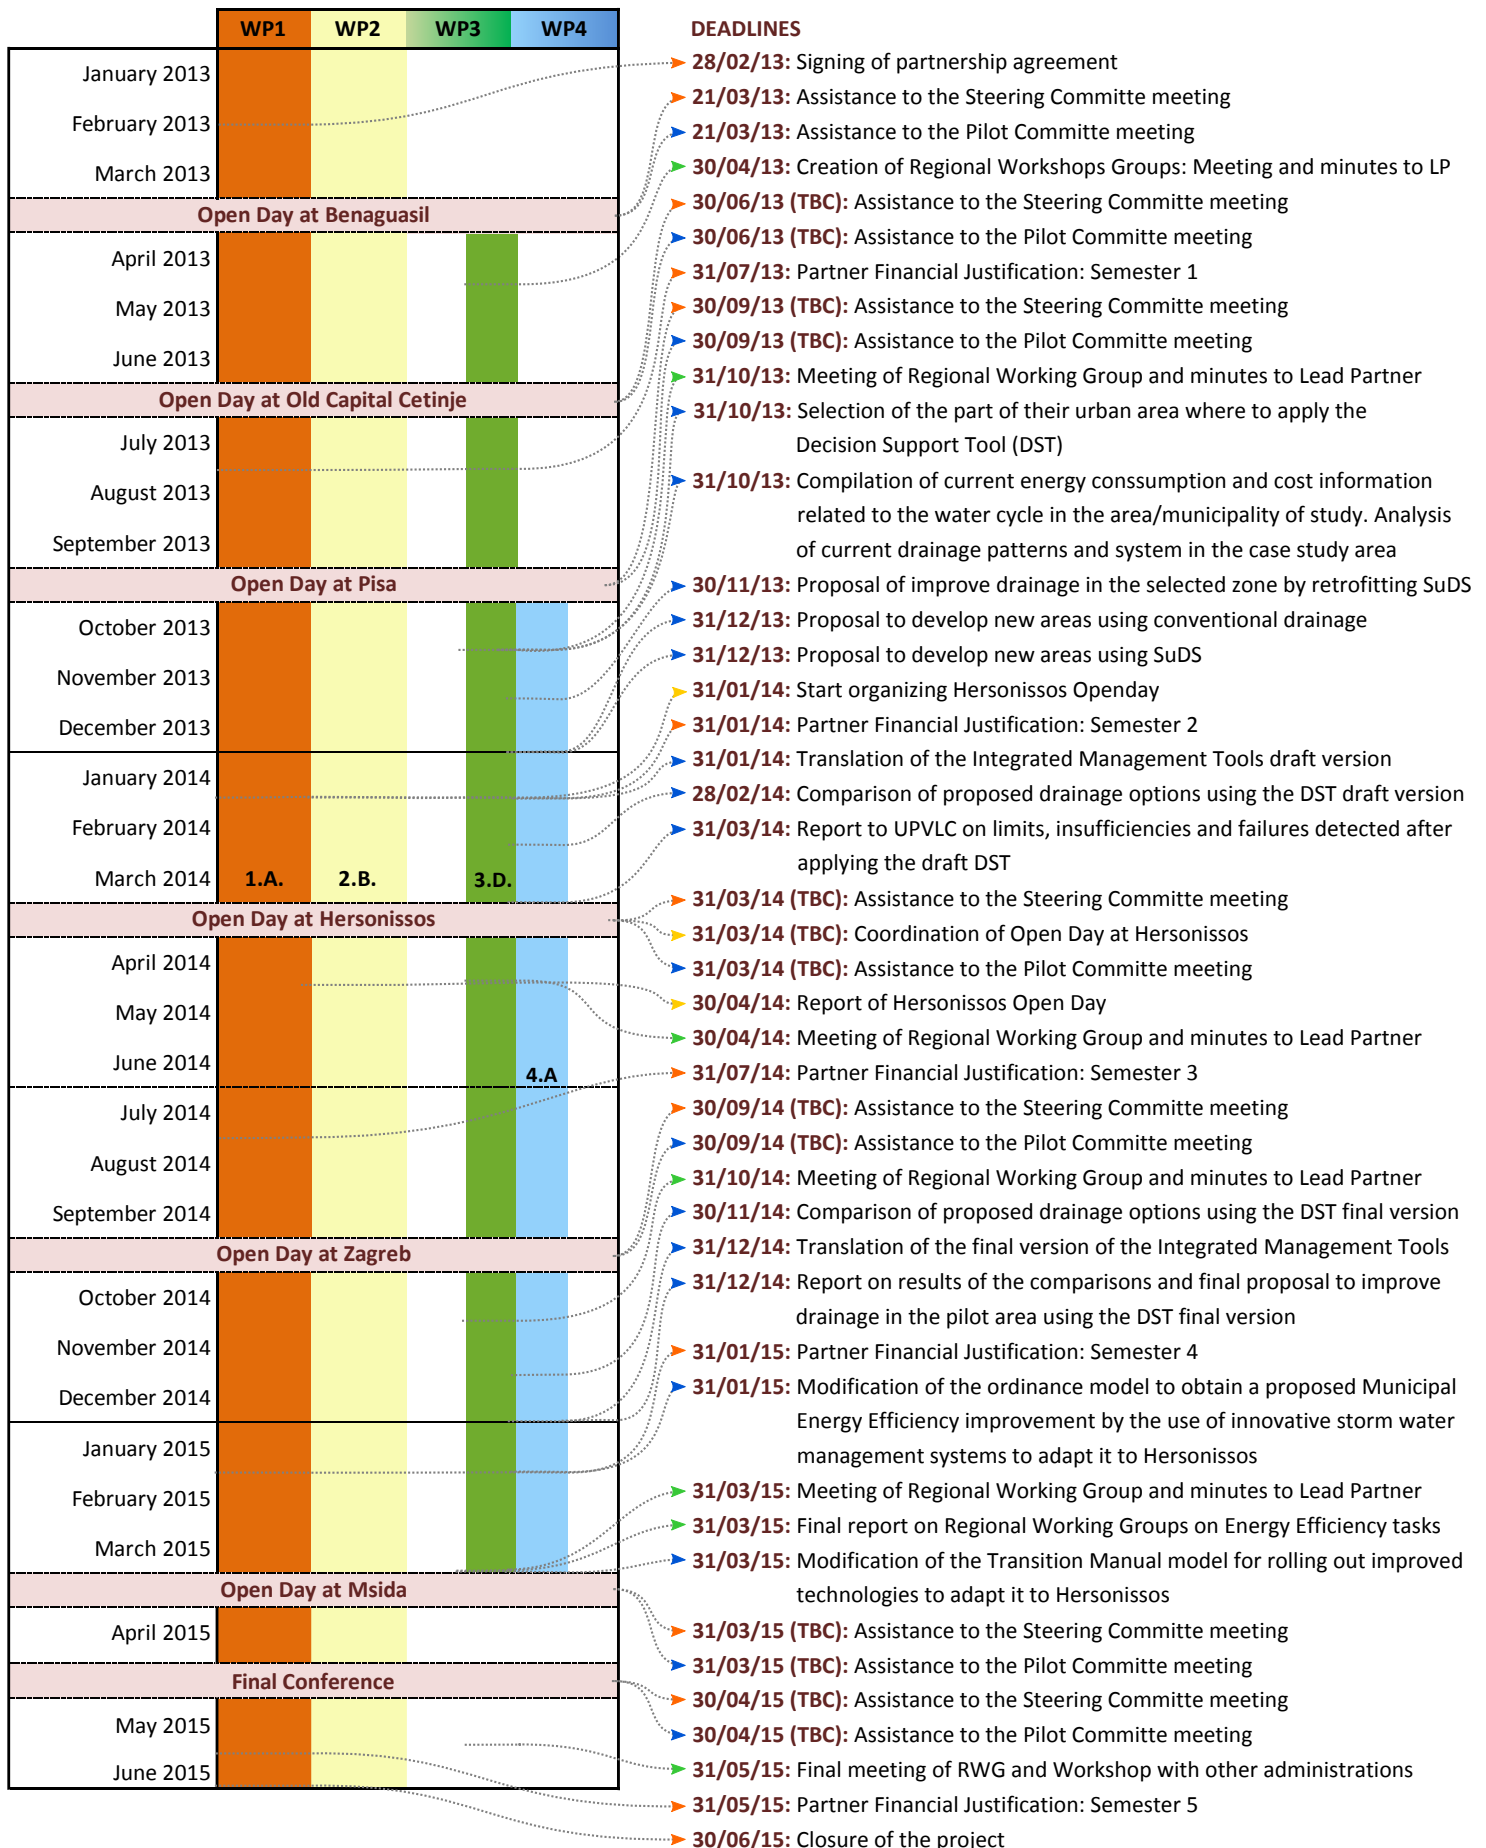 WP1 WP2 WP3 WP4
January 2013
February 2013
March 2013
Open Day at Benaguasil
April 2013
May 2013
June 2013
Open Day at Old Capital Cetinje
July 2013
August 2013
September 2013
Open Day at Pisa
October 2013
November 2013
December 2013
January 2014
February 2014
March 2014 1.A. 2.B. 3.D.
Open Day at Hersonissos
April 2014
May 2014
June 2014
4.A
July 2014
August 2014
September 2014
Open Day at Zagreb
October 2014
November 2014
December 2014
January 2015
February 2015
March 2015
Open Day at Msida
April 2015
Final Conference
May 2015
June 2015
DEADLINES
28/02/13: Signing of partnership agreement
21/03/13: Assistance to the Steering Committe meeting
21/03/13: Assistance to the Pilot Committe meeting
30/04/13: Creation of Regional Workshops Groups: Meeting and minutes to LP
30/06/13 (TBC): Assistance to the Steering Committe meeting
30/06/13 (TBC): Assistance to the Pilot Committe meeting
31/07/13: Partner Financial Justification: Semester 1
30/09/13 (TBC): Assistance to the Steering Committe meeting
30/09/13 (TBC): Assistance to the Pilot Committe meeting
31/10/13: Meeting of Regional Working Group and minutes to Lead Partner
31/10/13: Selection of the part of their urban area where to apply the
Decision Support Tool (DST)
31/10/13: Compilation of current energy conssumption and cost information
related to the water cycle in the area/municipality of study. Analysis
of current drainage patterns and system in the case study area
30/11/13: Proposal of improve drainage in the selected zone by retrofitting SuDS
31/12/13: Proposal to develop new areas using conventional drainage
31/12/13: Proposal to develop new areas using SuDS
31/01/14: Start organizing Hersonissos Openday
31/01/14: Partner Financial Justification: Semester 2
31/01/14: Translation of the Integrated Management Tools draft version
28/02/14: Comparison of proposed drainage options using the DST draft version
31/03/14: Report to UPVLC on limits, insufficiencies and failures detected after
applying the draft DST
31/03/14 (TBC): Assistance to the Steering Committe meeting
31/03/14 (TBC): Coordination of Open Day at Hersonissos
31/03/14 (TBC): Assistance to the Pilot Committe meeting
30/04/14: Report of Hersonissos Open Day
30/04/14: Meeting of Regional Working Group and minutes to Lead Partner
31/07/14: Partner Financial Justification: Semester 3
30/09/14 (TBC): Assistance to the Steering Committe meeting
30/09/14 (TBC): Assistance to the Pilot Committe meeting
31/10/14: Meeting of Regional Working Group and minutes to Lead Partner
30/11/14: Comparison of proposed drainage options using the DST final version
31/12/14: Translation of the final version of the Integrated Management Tools
31/12/14: Report on results of the comparisons and final proposal to improve
drainage in the pilot area using the DST final version
31/01/15: Partner Financial Justification: Semester 4
31/01/15: Modification of the ordinance model to obtain a proposed Municipal
Energy Efficiency improvement by the use of innovative storm water
management systems to adapt it to Hersonissos
31/03/15: Meeting of Regional Working Group and minutes to Lead Partner
31/03/15: Final report on Regional Working Groups on Energy Efficiency tasks
31/03/15: Modification of the Transition Manual model for rolling out improved
technologies to adapt it to Hersonissos
31/03/15 (TBC): Assistance to the Steering Committe meeting
31/03/15 (TBC): Assistance to the Pilot Committe meeting
30/04/15 (TBC): Assistance to the Steering Committe meeting
30/04/15 (TBC): Assistance to the Pilot Committe meeting
31/05/15: Final meeting of RWG and Workshop with other administrations
31/05/15: Partner Financial Justification: Semester 5
30/06/15: Closure of the project